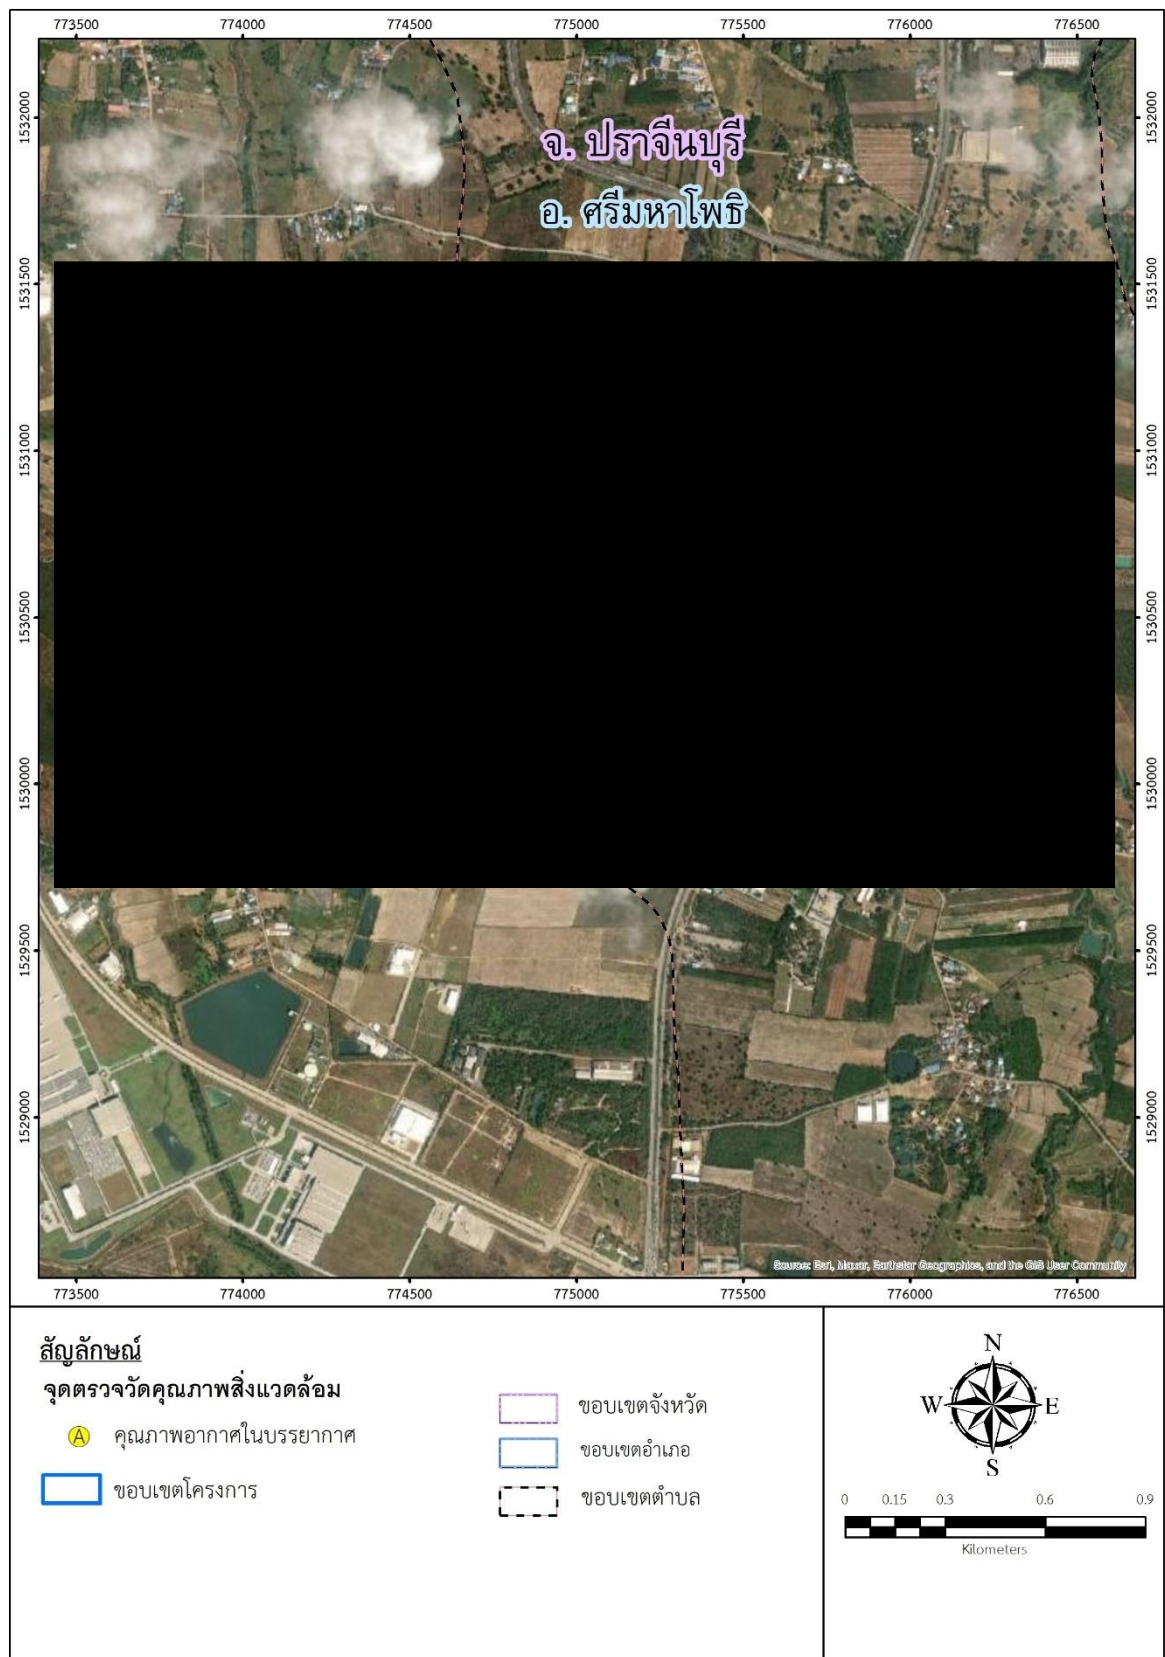 773500 774000 774500 775000 775500 776000 776500
1532000 1532000
จ. ปราจีนบุรี
อ. ศรีมหาโพธิ
1531500 1531500
1531000 1531000
1530500 1530500
1530000 1530000
1529500 1529500
1529000 1529000
Source: Esri, Maxar, Earthstar Geographics, and the GIS User Community
773500 774000 774500 775000 775500 776000 776500
สัญลักษณ์
จุดตรวจวัดคุณภาพสิ่งแวดล้อม
A คุณภาพอากาศในบรรยากาศ
ขอบเขตโครงการ
ขอบเขตจังหวัด
ขอบเขตอำเภอ
ขอบเขตตำบล
N
W E
S
0 0.15 0.3 0.6 0.9
Kilometers